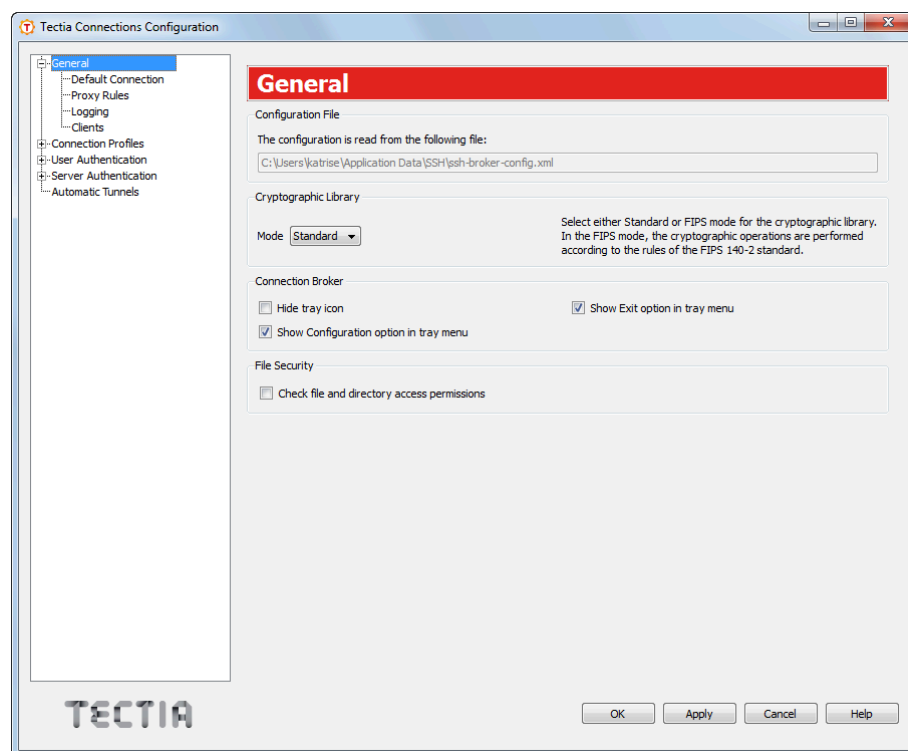 Tectia Connections Configuration
General
Default Connection
Proxy Rules
Logging
Clients
Connection Profiles
User Authentication
Server Authentication
Automatic Tunnels
General
Configuration File
The configuration is read from the following file:
C:\Users\katrise\Application Data\SSH\ssh-broker-config.xml
Cryptographic Library
Mode Standard
Select either Standard or FIPS mode for the cryptographic library.
In the FIPS mode, the cryptographic operations are performed
according to the rules of the FIPS 140-2 standard.
Connection Broker
Hide tray icon
Show Exit option in tray menu
Show Configuration option in tray menu
File Security
Check file and directory access permissions
TECTIA
OK Apply Cancel Help